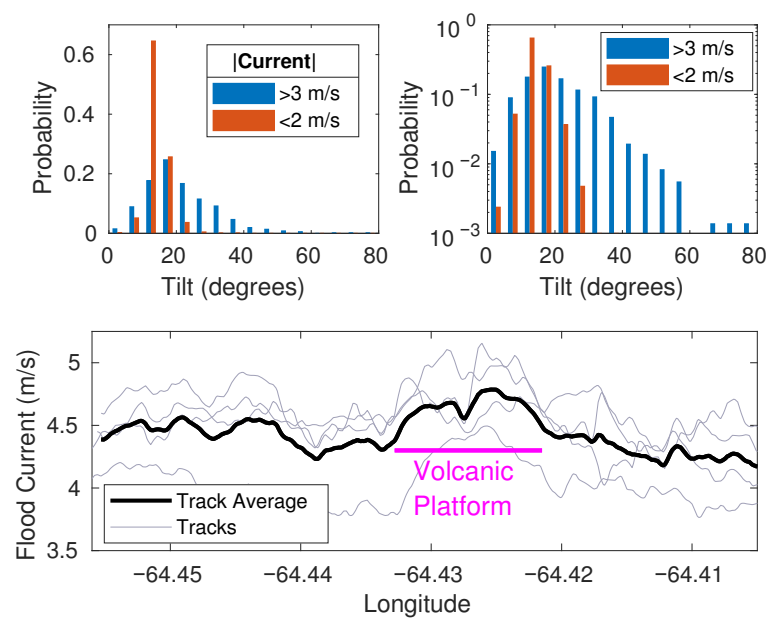 0.6
0.4
0.2
0
0
20
40
60
80
Probability
Tilt (degrees)
|Current|
>3 m/s
<2 m/s
10^0
10^-1
10^-2
10^-3
0
20
40
60
80
Probability
Tilt (degrees)
>3 m/s
<2 m/s
5
4.5
4
3.5
Flood Current (m/s)
Volcanic
Platform
Track Average
Tracks
−64.45
−64.44
−64.43
−64.42
−64.41
Longitude